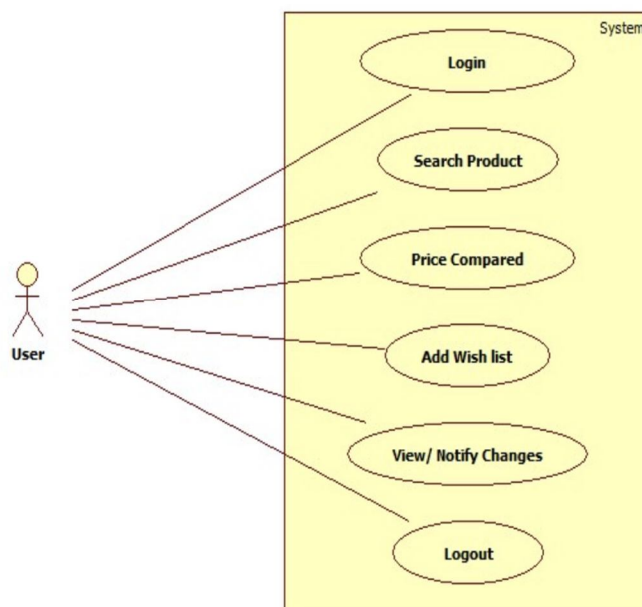 System
Login
Search Product
Price Compared
Add Wish list
User
View/ Notify Changes
Logout